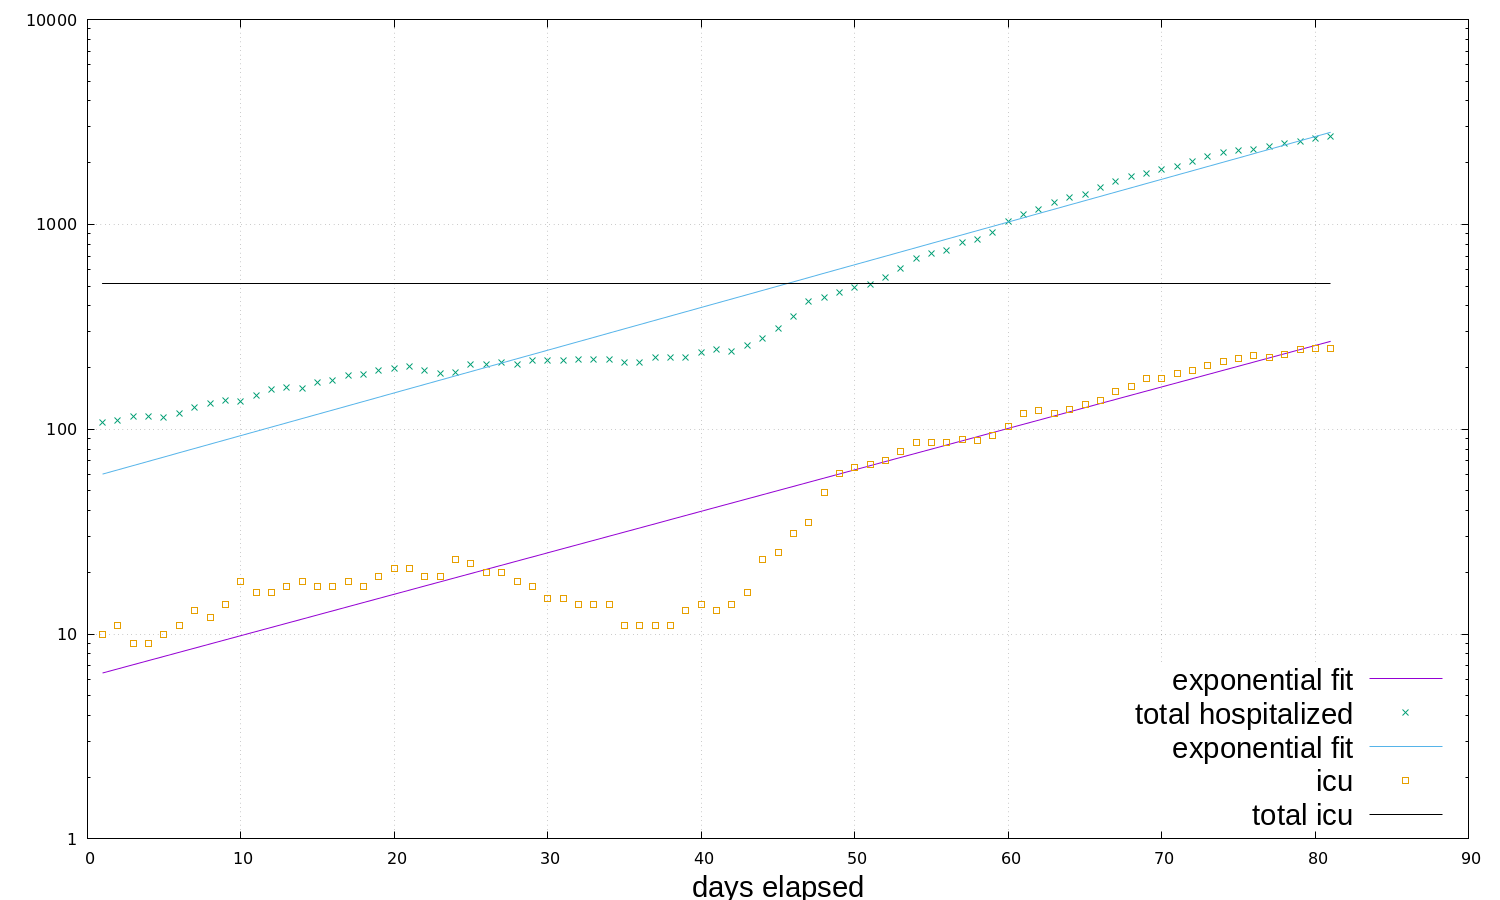 10000
1000
100
10
1
0 10 20 30 40 50 60 70 80 90
days elapsed
exponential fit
total hospitalized
exponential fit
icu
total icu